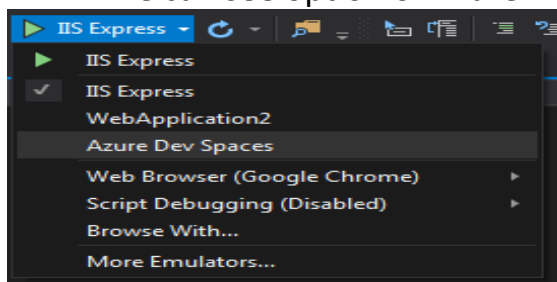 IIS Express
IIS Express
IIS Express
WebApplication2
Azure Dev Spaces
Web Browser (Google Chrome)
Script Debugging (Disabled)
Browse With...
More Emulators...